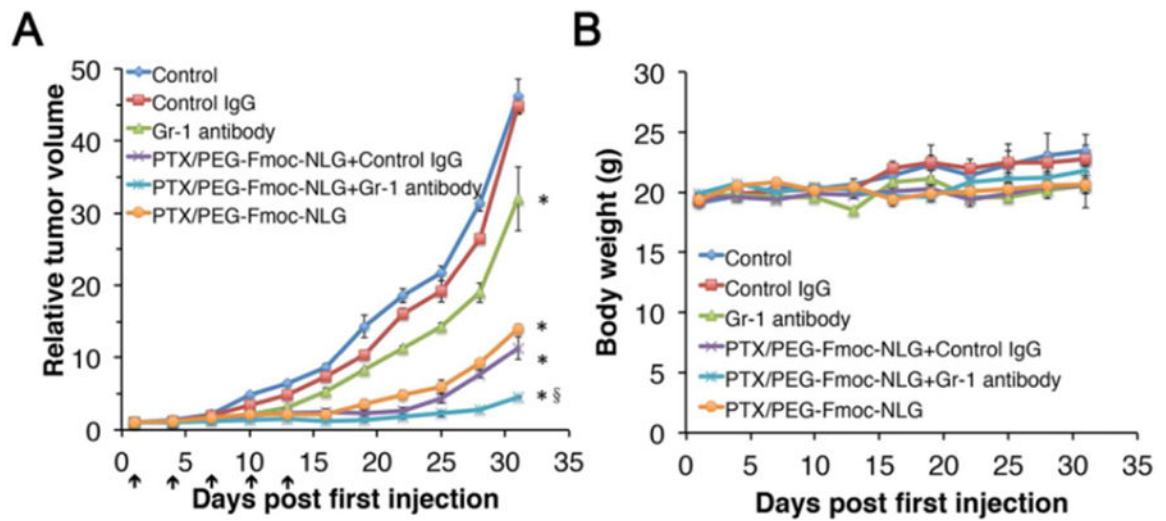 A
Relative tumor volume
50
40
30
20
10
0
Control
Control IgG
Gr-1 antibody
PTX/PEG-Fmoc-NLG+Control IgG
PTX/PEG-Fmoc-NLG+Gr-1 antibody
PTX/PEG-Fmoc-NLG
*
*
*
* §
0 5 10 15 20 25 30 35
Days post first injection
B
Body weight (g)
30
25
20
15
10
5
0
Control
Control IgG
Gr-1 antibody
PTX/PEG-Fmoc-NLG+Control IgG
PTX/PEG-Fmoc-NLG+Gr-1 antibody
PTX/PEG-Fmoc-NLG
0 5 10 15 20 25 30 35
Days post first injection